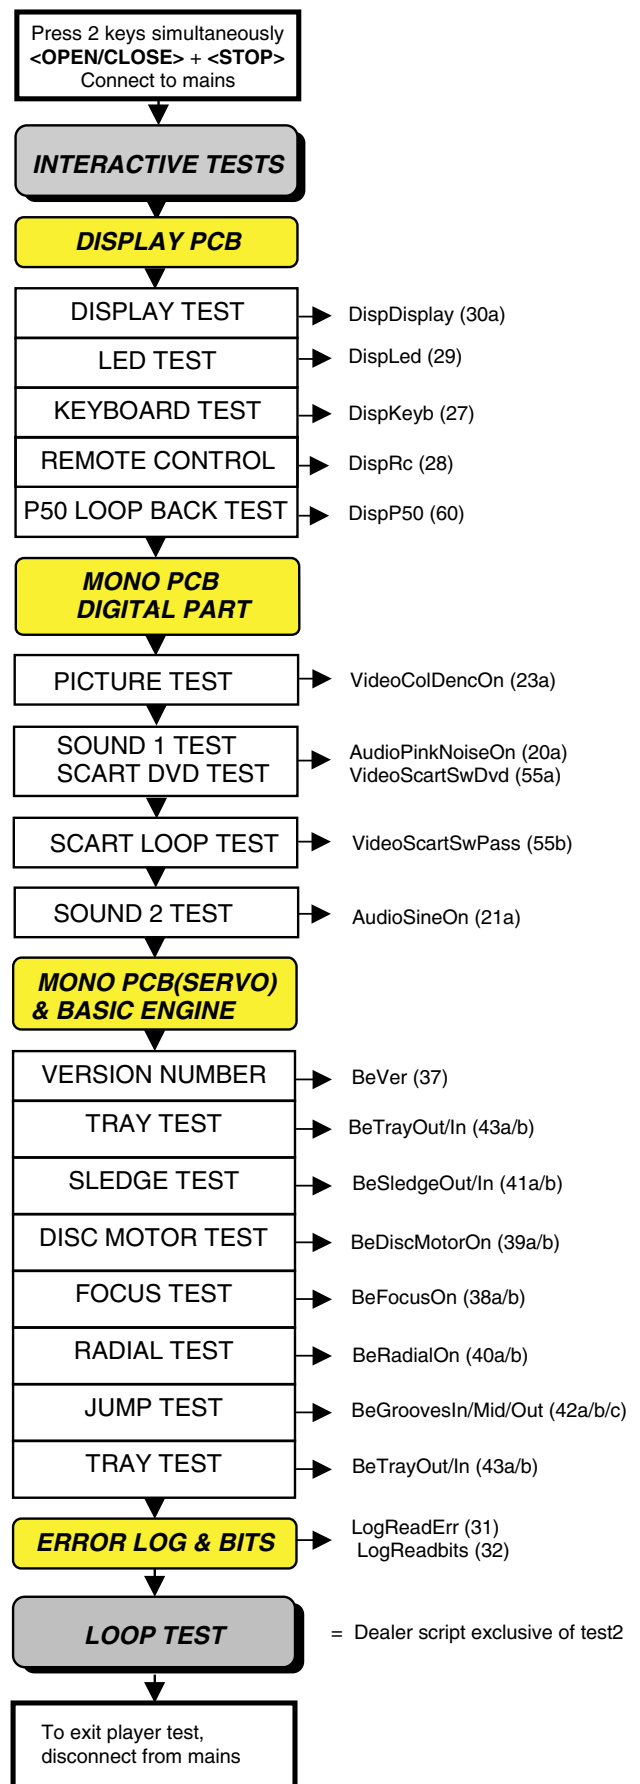 Press 2 keys simultaneously
<OPEN/CLOSE> + <STOP>
Connect to mains
INTERACTIVE TESTS
DISPLAY PCB
DISPLAY TEST
DispDisplay (30a)
LED TEST
DispLed (29)
KEYBOARD TEST
DispKeyb (27)
REMOTE CONTROL
DispRc (28)
P50 LOOP BACK TEST
DispP50 (60)
MONO PCB
DIGITAL PART
PICTURE TEST
VideoColDencOn (23a)
SOUND 1 TEST
SCART DVD TEST
AudioPinkNoiseOn (20a)
VideoScartSwDvd (55a)
SCART LOOP TEST
VideoScartSwPass (55b)
SOUND 2 TEST
AudioSineOn (21a)
MONO PCB(SERVO)
& BASIC ENGINE
VERSION NUMBER
BeVer (37)
TRAY TEST
BeTrayOut/In (43a/b)
SLEDGE TEST
BeSledgeOut/In (41a/b)
DISC MOTOR TEST
BeDiscMotorOn (39a/b)
FOCUS TEST
BeFocusOn (38a/b)
RADIAL TEST
BeRadialOn (40a/b)
JUMP TEST
BeGroovesIn/Mid/Out (42a/b/c)
TRAY TEST
BeTrayOut/In (43a/b)
ERROR LOG & BITS
LogReadErr (31)
LogReadbits (32)
LOOP TEST
= Dealer script exclusive of test2
To exit player test,
disconnect from mains